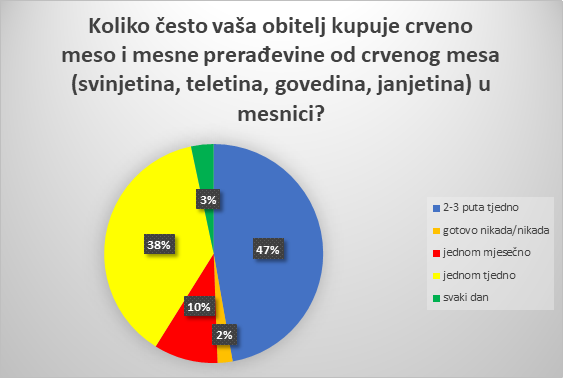 Koliko često vaša obitelj kupuje crveno
meso i mesne prerađevine od crvenog mesa
(svinjetina, teletina, govedina, janjetina) u
mesnici?
3%
38%
47%
10%
2%
2-3 puta tjedno
gotovo nikada/nikada
jednom mjesečno
jednom tjedno
svaki dan